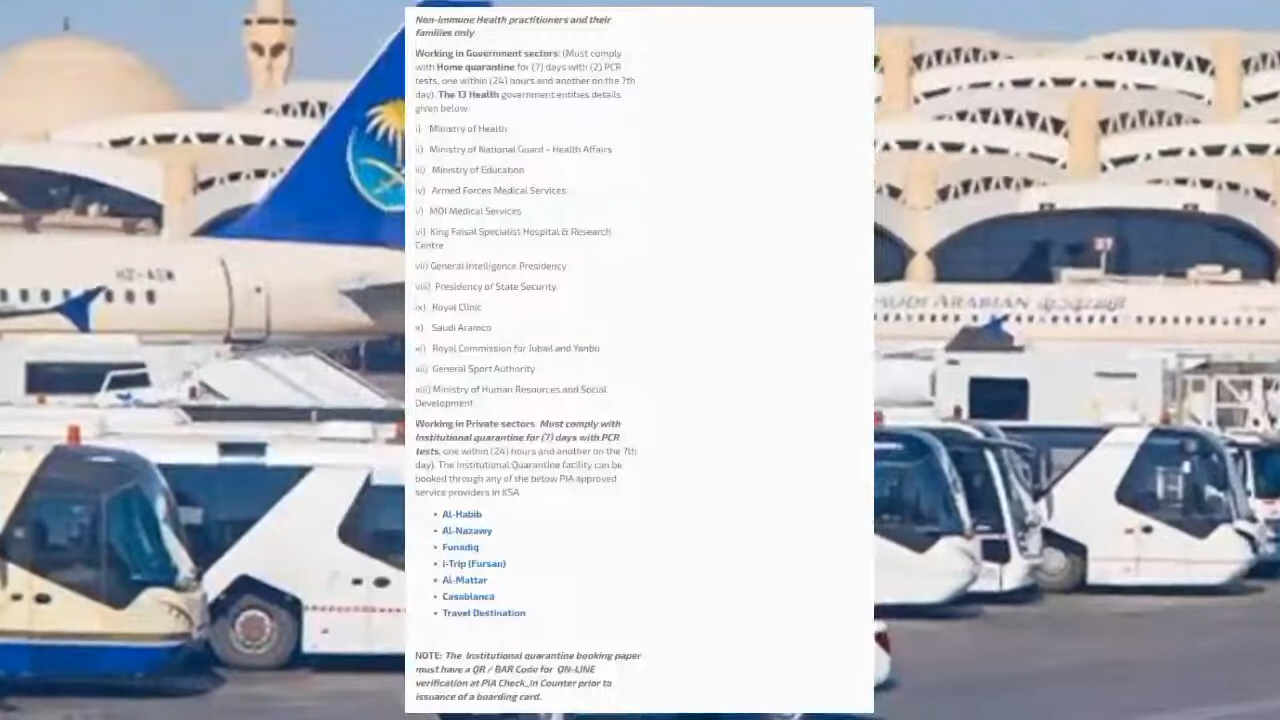 Non-immune Health practitioners and their
families only
Working in Government sectors: (Must comply
with Home quarantine for (7) days with (2) PCR
tests, one within (24) hours and another on the 7th
day). The 13 Health government entities details
given below:
i) Ministry of Health
ii) Ministry of National Guard - Health Affairs
iii) Ministry of Education
iv) Armed Forces Medical Services
v) MOI Medical Services
vi) King Faisal Specialist Hospital & Research
Centre
vii) General Intelligence Presidency
viii) Presidency of State Security
ix) Royal Clinic
x) Saudi Aramco
xi) Royal Commission for Jubail and Yanbu
xii) General Sport Authority
xiii) Ministry of Human Resources and Social
Development
Working in Private sectors Must comply with
Institutional quarantine for (7) days with PCR
tests, one within (24) hours and another on the 7th
day). The Institutional Quarantine facility can be
booked through any of the below PIA approved
service providers in KSA
• Al-Habib
• Al-Nazawy
• Funadiq
• i-Trip (Fursan)
• Al-Mattar
• Casablanca
• Travel Destination
NOTE: The Institutional quarantine booking paper
must have a QR / BAR Code for ON-LINE
verification at PIA Check_In Counter prior to
issuance of a boarding card.
HZ-ASM
37
SAUDI ARABIAN السعودية